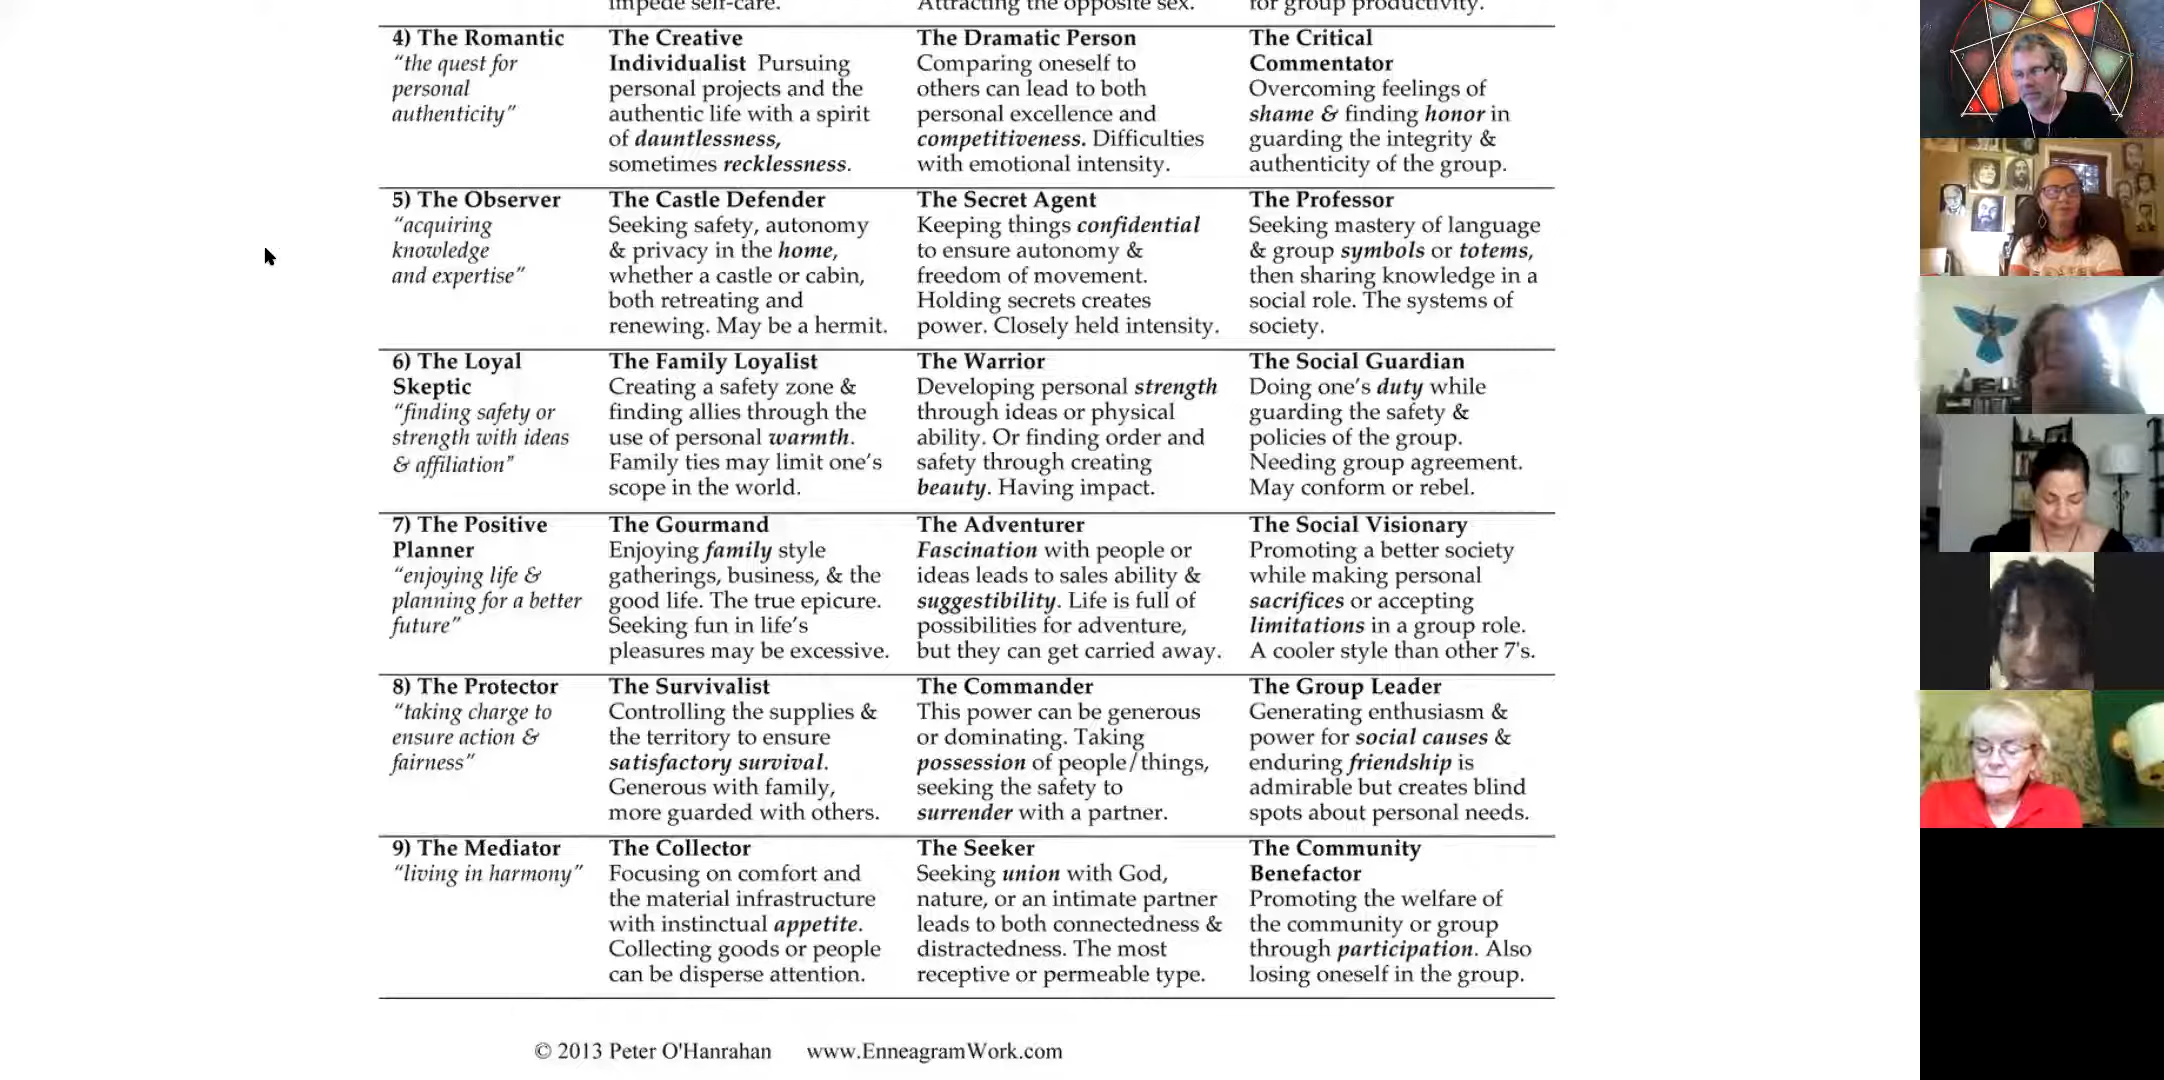 impede self-care.
Attracting the opposite sex.
for group productivity.
4) The Romantic
"the quest for
personal
authenticity"
The Creative
Individualist Pursuing
personal projects and the
authentic life with a spirit
of dauntlessness,
sometimes recklessness.
The Dramatic Person
Comparing oneself to
others can lead to both
personal excellence and
competitiveness. Difficulties
with emotional intensity.
The Critical
Commentator
Overcoming feelings of
shame & finding honor in
guarding the integrity &
authenticity of the group.
5) The Observer
"acquiring
knowledge
and expertise"
The Castle Defender
Seeking safety, autonomy
& privacy in the home,
whether a castle or cabin,
both retreating and
renewing. May be a hermit.
The Secret Agent
Keeping things confidential
to ensure autonomy &
freedom of movement.
Holding secrets creates
power. Closely held intensity.
The Professor
Seeking mastery of language
& group symbols or totems,
then sharing knowledge in a
social role. The systems of
society.
6) The Loyal
Skeptic
"finding safety or
strength with ideas
& affiliation"
The Family Loyalist
Creating a safety zone &
finding allies through the
use of personal warmth.
Family ties may limit one's
scope in the world.
The Warrior
Developing personal strength
through ideas or physical
ability. Or finding order and
safety through creating
beauty. Having impact.
The Social Guardian
Doing one's duty while
guarding the safety &
policies of the group.
Needing group agreement.
May conform or rebel.
7) The Positive
Planner
"enjoying life &
planning for a better
future"
The Gourmand
Enjoying family style
gatherings, business, & the
good life. The true epicure.
Seeking fun in life's
pleasures may be excessive.
The Adventurer
Fascination with people or
ideas leads to sales ability &
suggestibility. Life is full of
possibilities for adventure,
but they can get carried away.
The Social Visionary
Promoting a better society
while making personal
sacrifices or accepting
limitations in a group role.
A cooler style than other 7's.
8) The Protector
"taking charge to
ensure action &
fairness"
The Survivalist
Controlling the supplies &
the territory to ensure
satisfactory survival.
Generous with family,
more guarded with others.
The Commander
This power can be generous
or dominating. Taking
possession of people/things,
seeking the safety to
surrender with a partner.
The Group Leader
Generating enthusiasm &
power for social causes &
enduring friendship is
admirable but creates blind
spots about personal needs.
9) The Mediator
"living in harmony"
The Collector
Focusing on comfort and
the material infrastructure
with instinctual appetite.
Collecting goods or people
can be disperse attention.
The Seeker
Seeking union with God,
nature, or an intimate partner
leads to both connectedness &
distractedness. The most
receptive or permeable type.
The Community
Benefactor
Promoting the welfare of
the community or group
through participation. Also
losing oneself in the group.
© 2013 Peter O'Hanrahan www.EnneagramWork.com